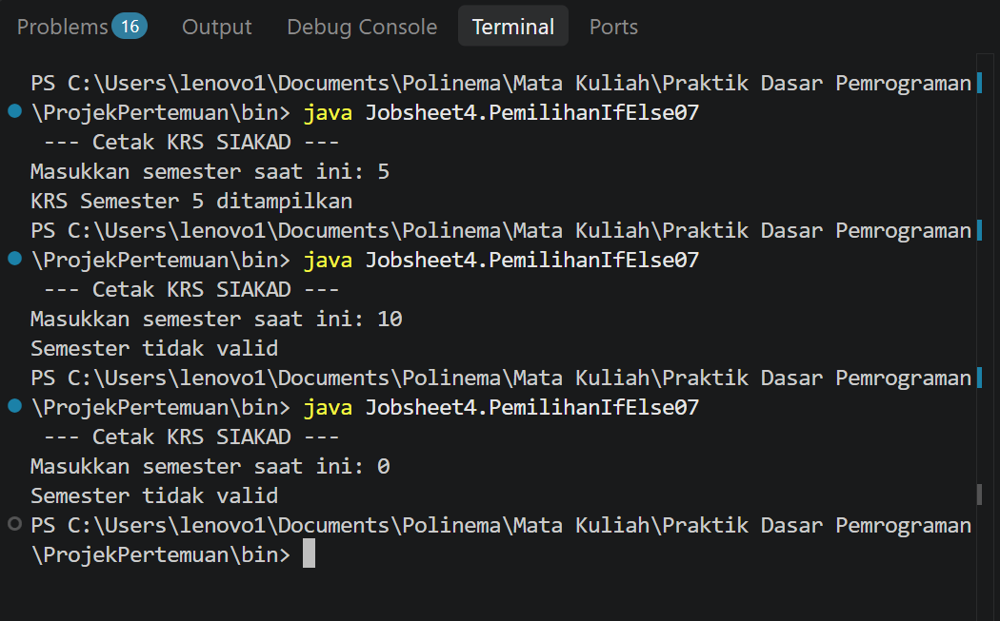 Problems 16 Output Debug Console Terminal Ports
PS C:\Users\lenovo1\Documents\Polinema\Mata Kuliah\Praktik Dasar Pemrograman
\ProjekPertemuan\bin> java Jobsheet4.PemilihanIfElse07
--- Cetak KRS SIAKAD ---
Masukkan semester saat ini: 5
KRS Semester 5 ditampilkan
PS C:\Users\lenovo1\Documents\Polinema\Mata Kuliah\Praktik Dasar Pemrograman
\ProjekPertemuan\bin> java Jobsheet4.PemilihanIfElse07
--- Cetak KRS SIAKAD ---
Masukkan semester saat ini: 10
Semester tidak valid
PS C:\Users\lenovo1\Documents\Polinema\Mata Kuliah\Praktik Dasar Pemrograman
\ProjekPertemuan\bin> java Jobsheet4.PemilihanIfElse07
--- Cetak KRS SIAKAD ---
Masukkan semester saat ini: 0
Semester tidak valid
PS C:\Users\lenovo1\Documents\Polinema\Mata Kuliah\Praktik Dasar Pemrograman
\ProjekPertemuan\bin>